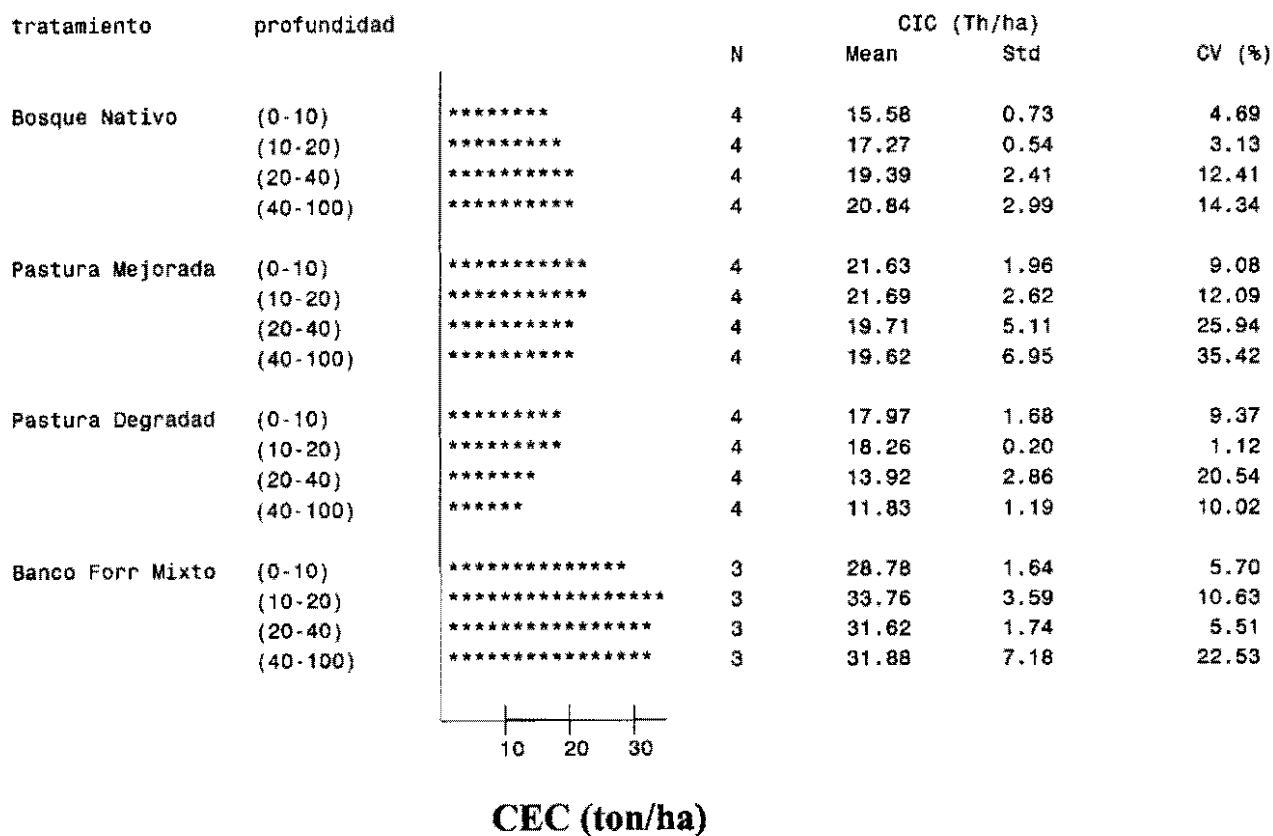 tratamiento profundidad CIC (Th/ha)
N Mean Std CV (%)
Bosque Nativo (0-10) ******** 4 15.58 0.73 4.69
(10-20) ********* 4 17.27 0.54 3.13
(20-40) ********** 4 19.39 2.41 12.41
(40-100) ********** 4 20.84 2.99 14.34
Pastura Mejorada (0-10) *********** 4 21.63 1.96 9.08
(10-20) *********** 4 21.69 2.62 12.09
(20-40) ********** 4 19.71 5.11 25.94
(40-100) ********** 4 19.62 6.95 35.42
Pastura Degradad (0-10) ********* 4 17.97 1.68 9.37
(10-20) ********* 4 18.26 0.20 1.12
(20-40) ******* 4 13.92 2.86 20.54
(40-100) ****** 4 11.83 1.19 10.02
Banco Forr Mixto (0-10) ************** 3 28.78 1.64 5.70
(10-20) ***************** 3 33.76 3.59 10.63
(20-40) **************** 3 31.62 1.74 5.51
(40-100) **************** 3 31.88 7.18 22.53
10 20 30
CEC (ton/ha)